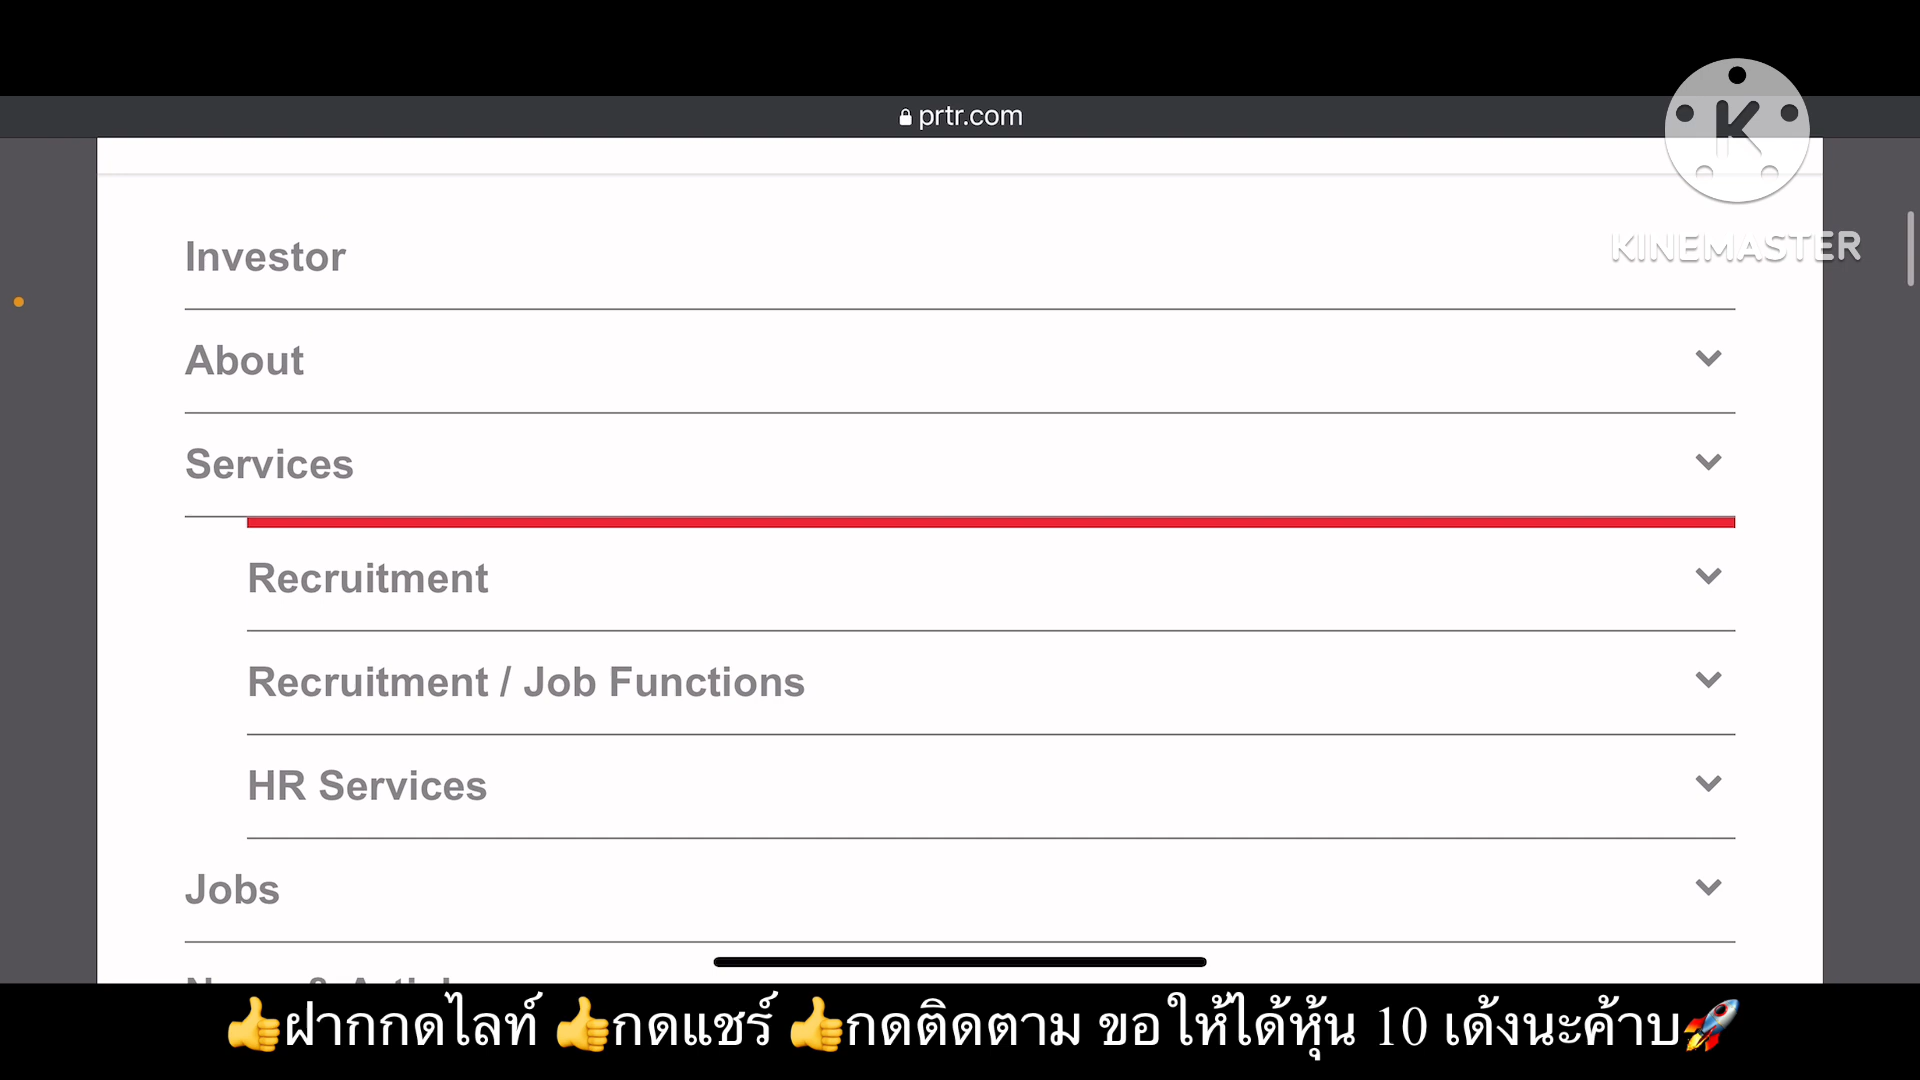 prtr.com
K
KINEMASTER
Investor
About
Services
Recruitment
Recruitment / Job Functions
HR Services
Jobs
👍ฝากกดไลท์ 👍กดแชร์ 👍กดติดตาม ขอให้ได้หุ้น 10 เด้งนะค้าบ🚀